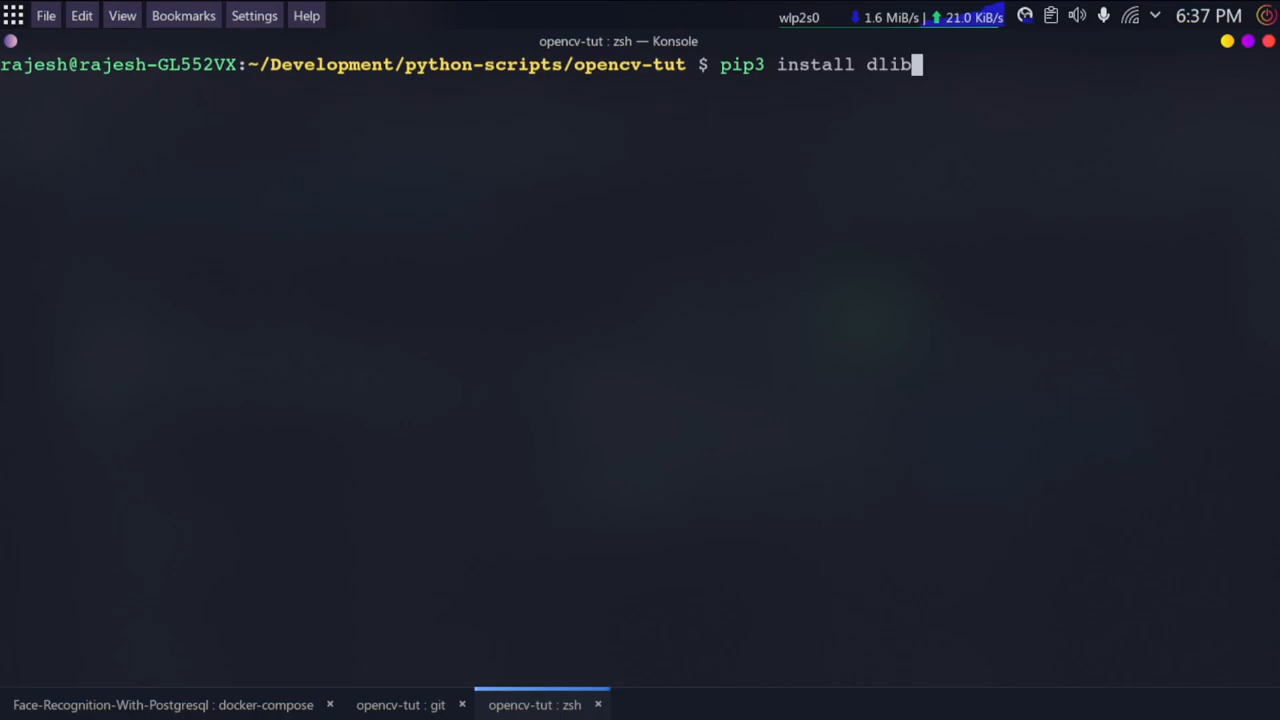 File Edit View Bookmarks Settings Help wlp2s0 1.6 MiB/s | 21.0 KiB/s 6:37 PM
opencv-tut : zsh — Konsole
rajesh@rajesh-GL552VX:~/Development/python-scripts/opencv-tut $ pip3 install dlib
Face-Recognition-With-Postgresql : docker-compose opencv-tut : git opencv-tut : zsh